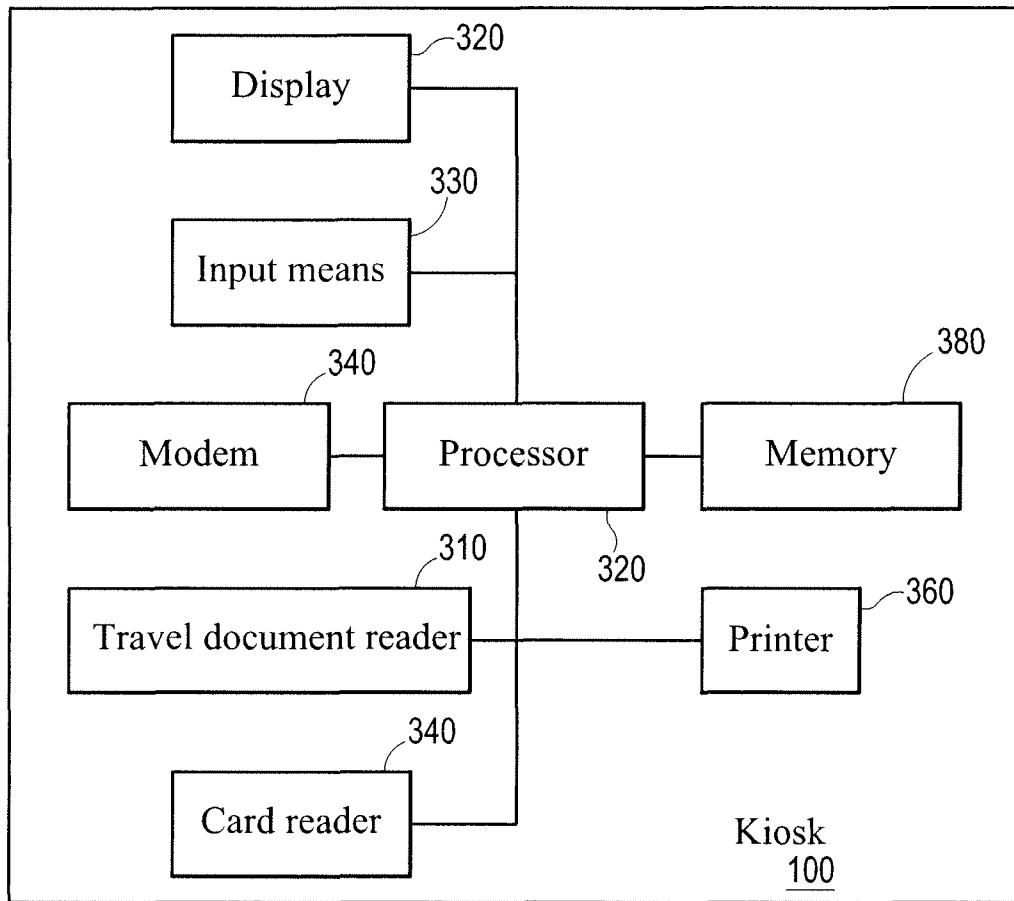 320
Display
330
Input means
340
Modem
Processor
380
Memory
320
310
Travel document reader
360
Printer
340
Card reader
Kiosk
100